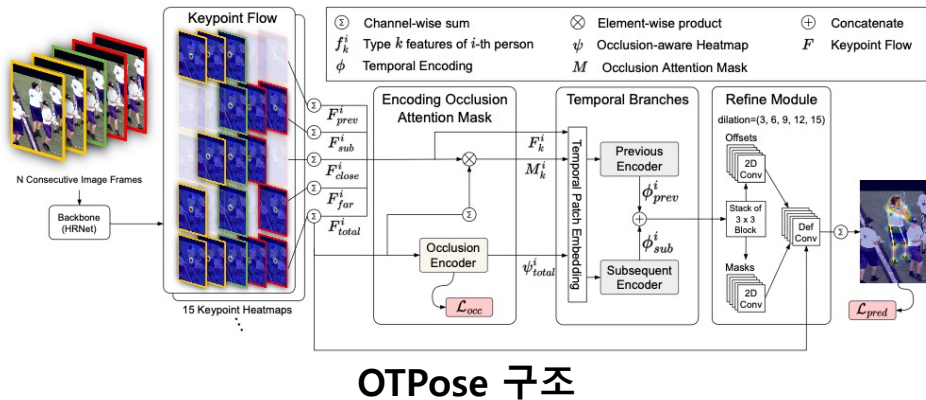 Keypoint Flow
Σ Channel-wise sum
⊗ Element-wise product
⊕ Concatenate
f_k^i Type k features of i-th person
ψ Occlusion-aware Heatmap
F Keypoint Flow
ϕ Temporal Encoding
M Occlusion Attention Mask
N Consecutive Image Frames
Backbone
(HRNet)
15 Keypoint Heatmaps
Σ
F_prev^i
Σ
F_sub^i
Σ
F_close^i
Σ
F_far^i
Σ
F_total^i
Encoding Occlusion
Attention Mask
⊗
Σ
Occlusion
Encoder
L_occ
F_k^i
M_k^i
ψ_total^i
Temporal Branches
Temporal Patch Embedding
Previous
Encoder
ϕ_prev^i
⊕
ϕ_sub^i
Subsequent
Encoder
Refine Module
dilation=(3, 6, 9, 12, 15)
Offsets
2D
Conv
Stack of
3 x 3
Block
Masks
2D
Conv
Def
Conv
Σ
L_pred
OTPose 구조